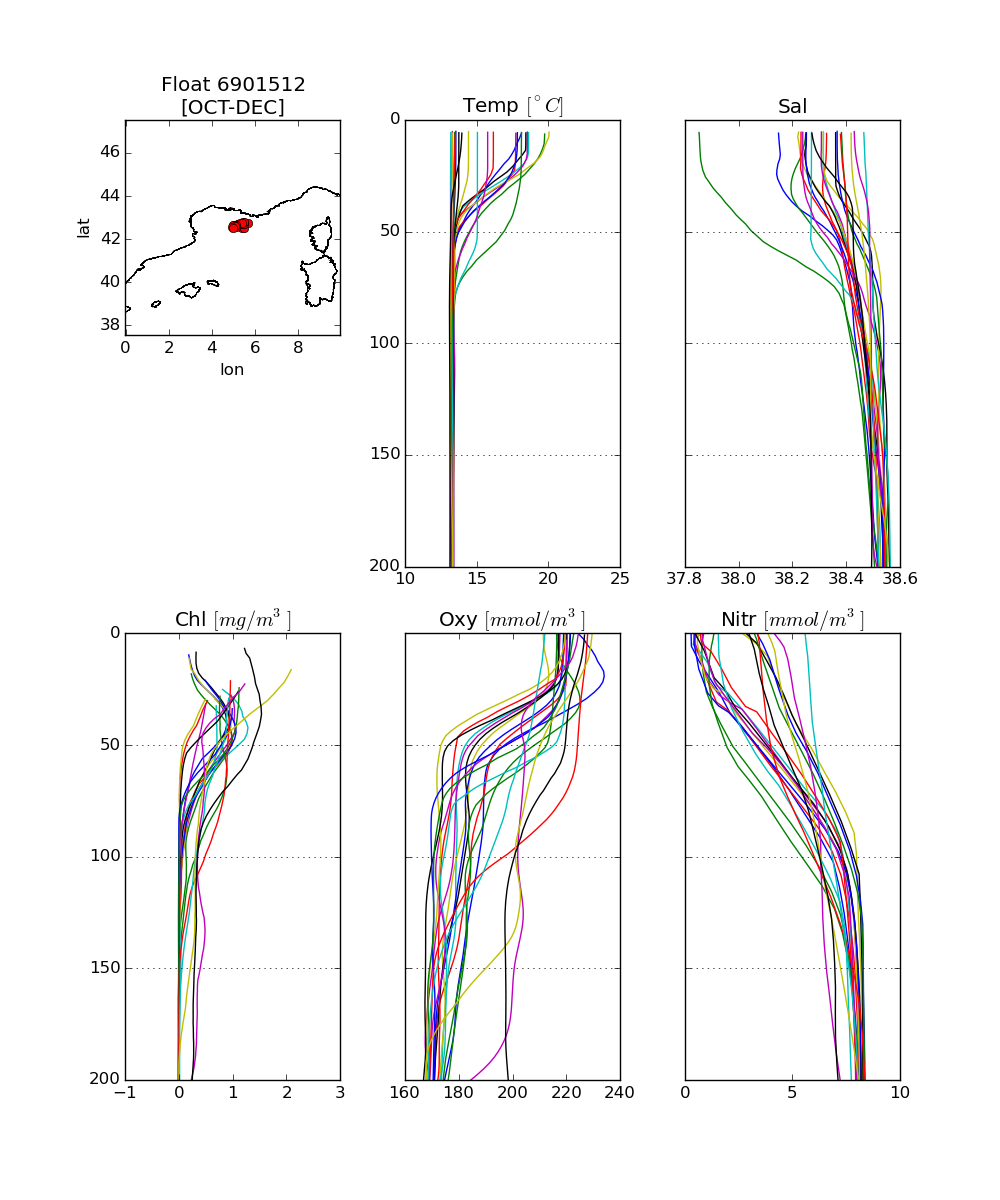 Float 6901512
[OCT-DEC]
46
44
42
40
38
lat
0 2 4 6 8
lon
Temp [°C]
0
50
100
150
200
10 15 20 25
Sal
37.8 38.0 38.2 38.4 38.6
Chl [mg/m³]
0
50
100
150
200
−1 0 1 2 3
Oxy [mmol/m³]
160 180 200 220 240
Nitr [mmol/m³]
0 5 10